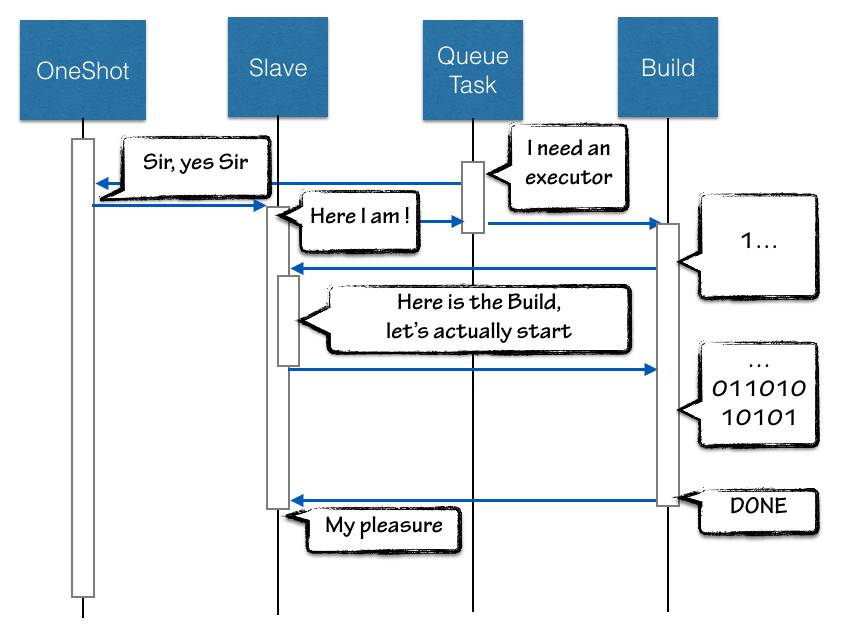 OneShot
Slave
Queue
Task
Build
Sir, yes Sir
I need an
executor
Here I am !
1...
Here is the Build,
let's actually start
...
011010
10101
DONE
My pleasure